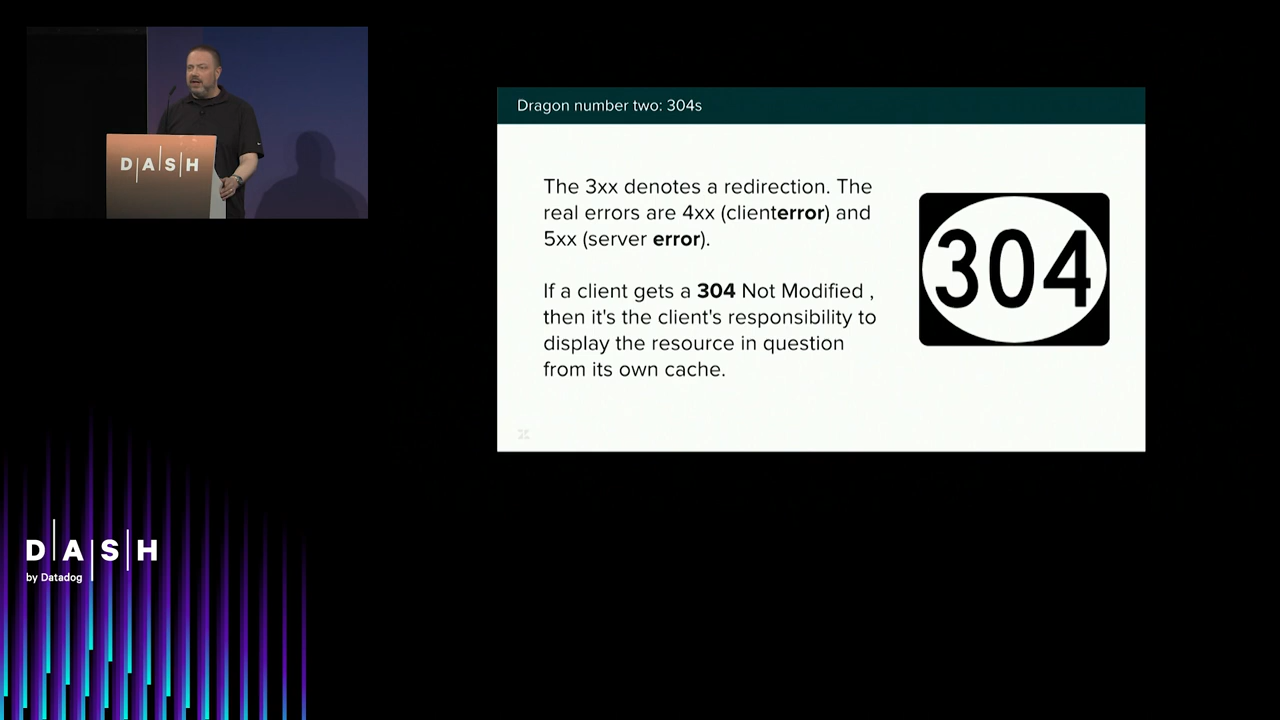 D|A|S|H
Dragon number two: 304s
The 3xx denotes a redirection. The
real errors are 4xx (clienterror) and
5xx (server error).
If a client gets a 304 Not Modified ,
then it's the client's responsibility to
display the resource in question
from its own cache.
304
D|A|S|H
by Datadog